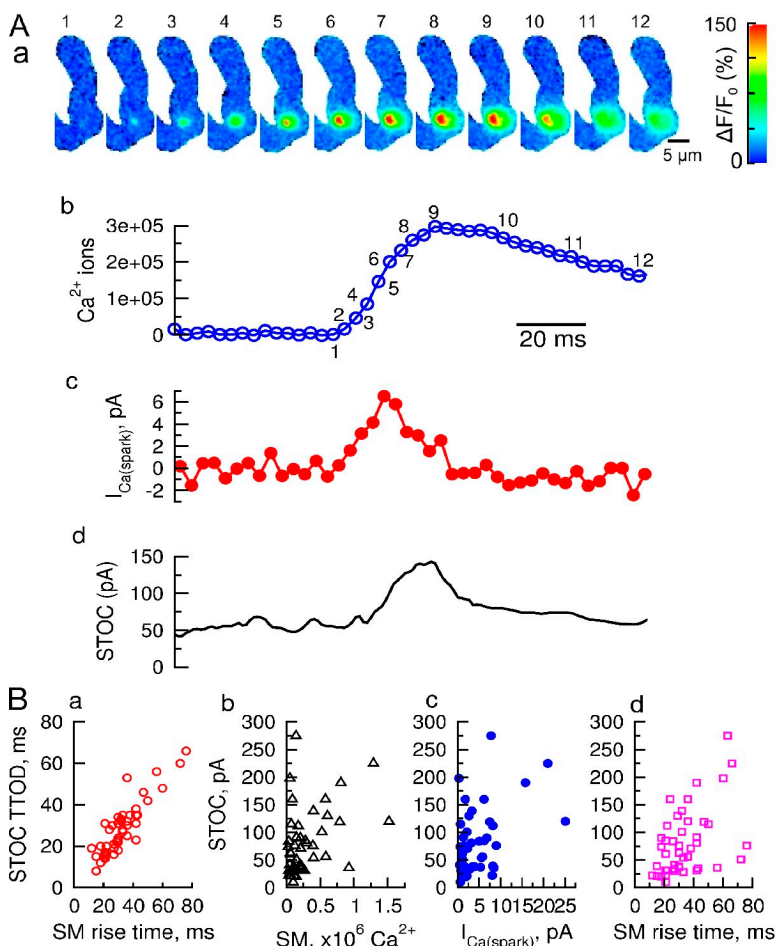 A
a
1 2 3 4 5 6 7 8 9 10 11 12
150
0
ΔF/F₀ (%)
5 μm
b
3e+05
2e+05
1e+05
0
Ca²⁺ ions
1 2 3 4 5 6 7 8 9 10 11 12
20 ms
c
6
4
2
0
-2
I_Ca(spark), pA
d
150
100
50
0
STOC (pA)
B
a
80
60
40
20
0
STOC TTOD, ms
0 20 40 60 80
SM rise time, ms
b
300
250
200
150
100
50
0
STOC, pA
0 0.5 1 1.5
SM, x10⁶ Ca²⁺
c
300
250
200
150
100
50
0
0 5 10 15 20 25
I_Ca(spark), pA
d
300
250
200
150
100
50
0
0 20 40 60 80
SM rise time, ms